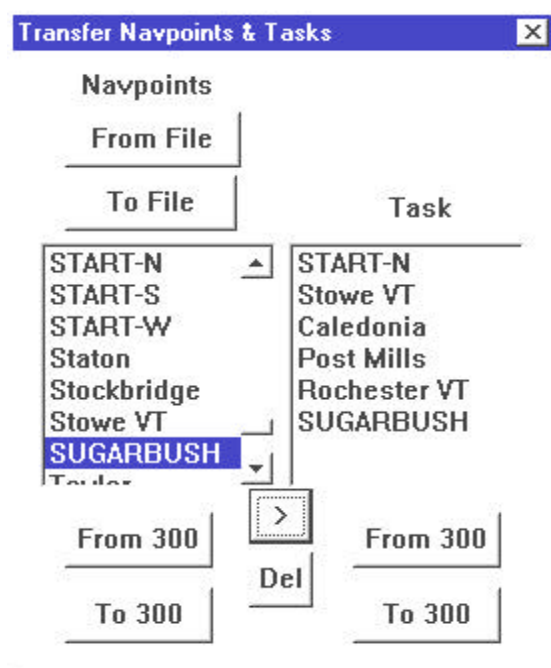 Transfer Navpoints & Tasks
Navpoints
From File
To File
Task
START-N
START-S
START-W
Staton
Stockbridge
Stowe VT
SUGARBUSH
Taylor
START-N
Stowe VT
Caledonia
Post Mills
Rochester VT
SUGARBUSH
>
From 300
Del
From 300
To 300
To 300